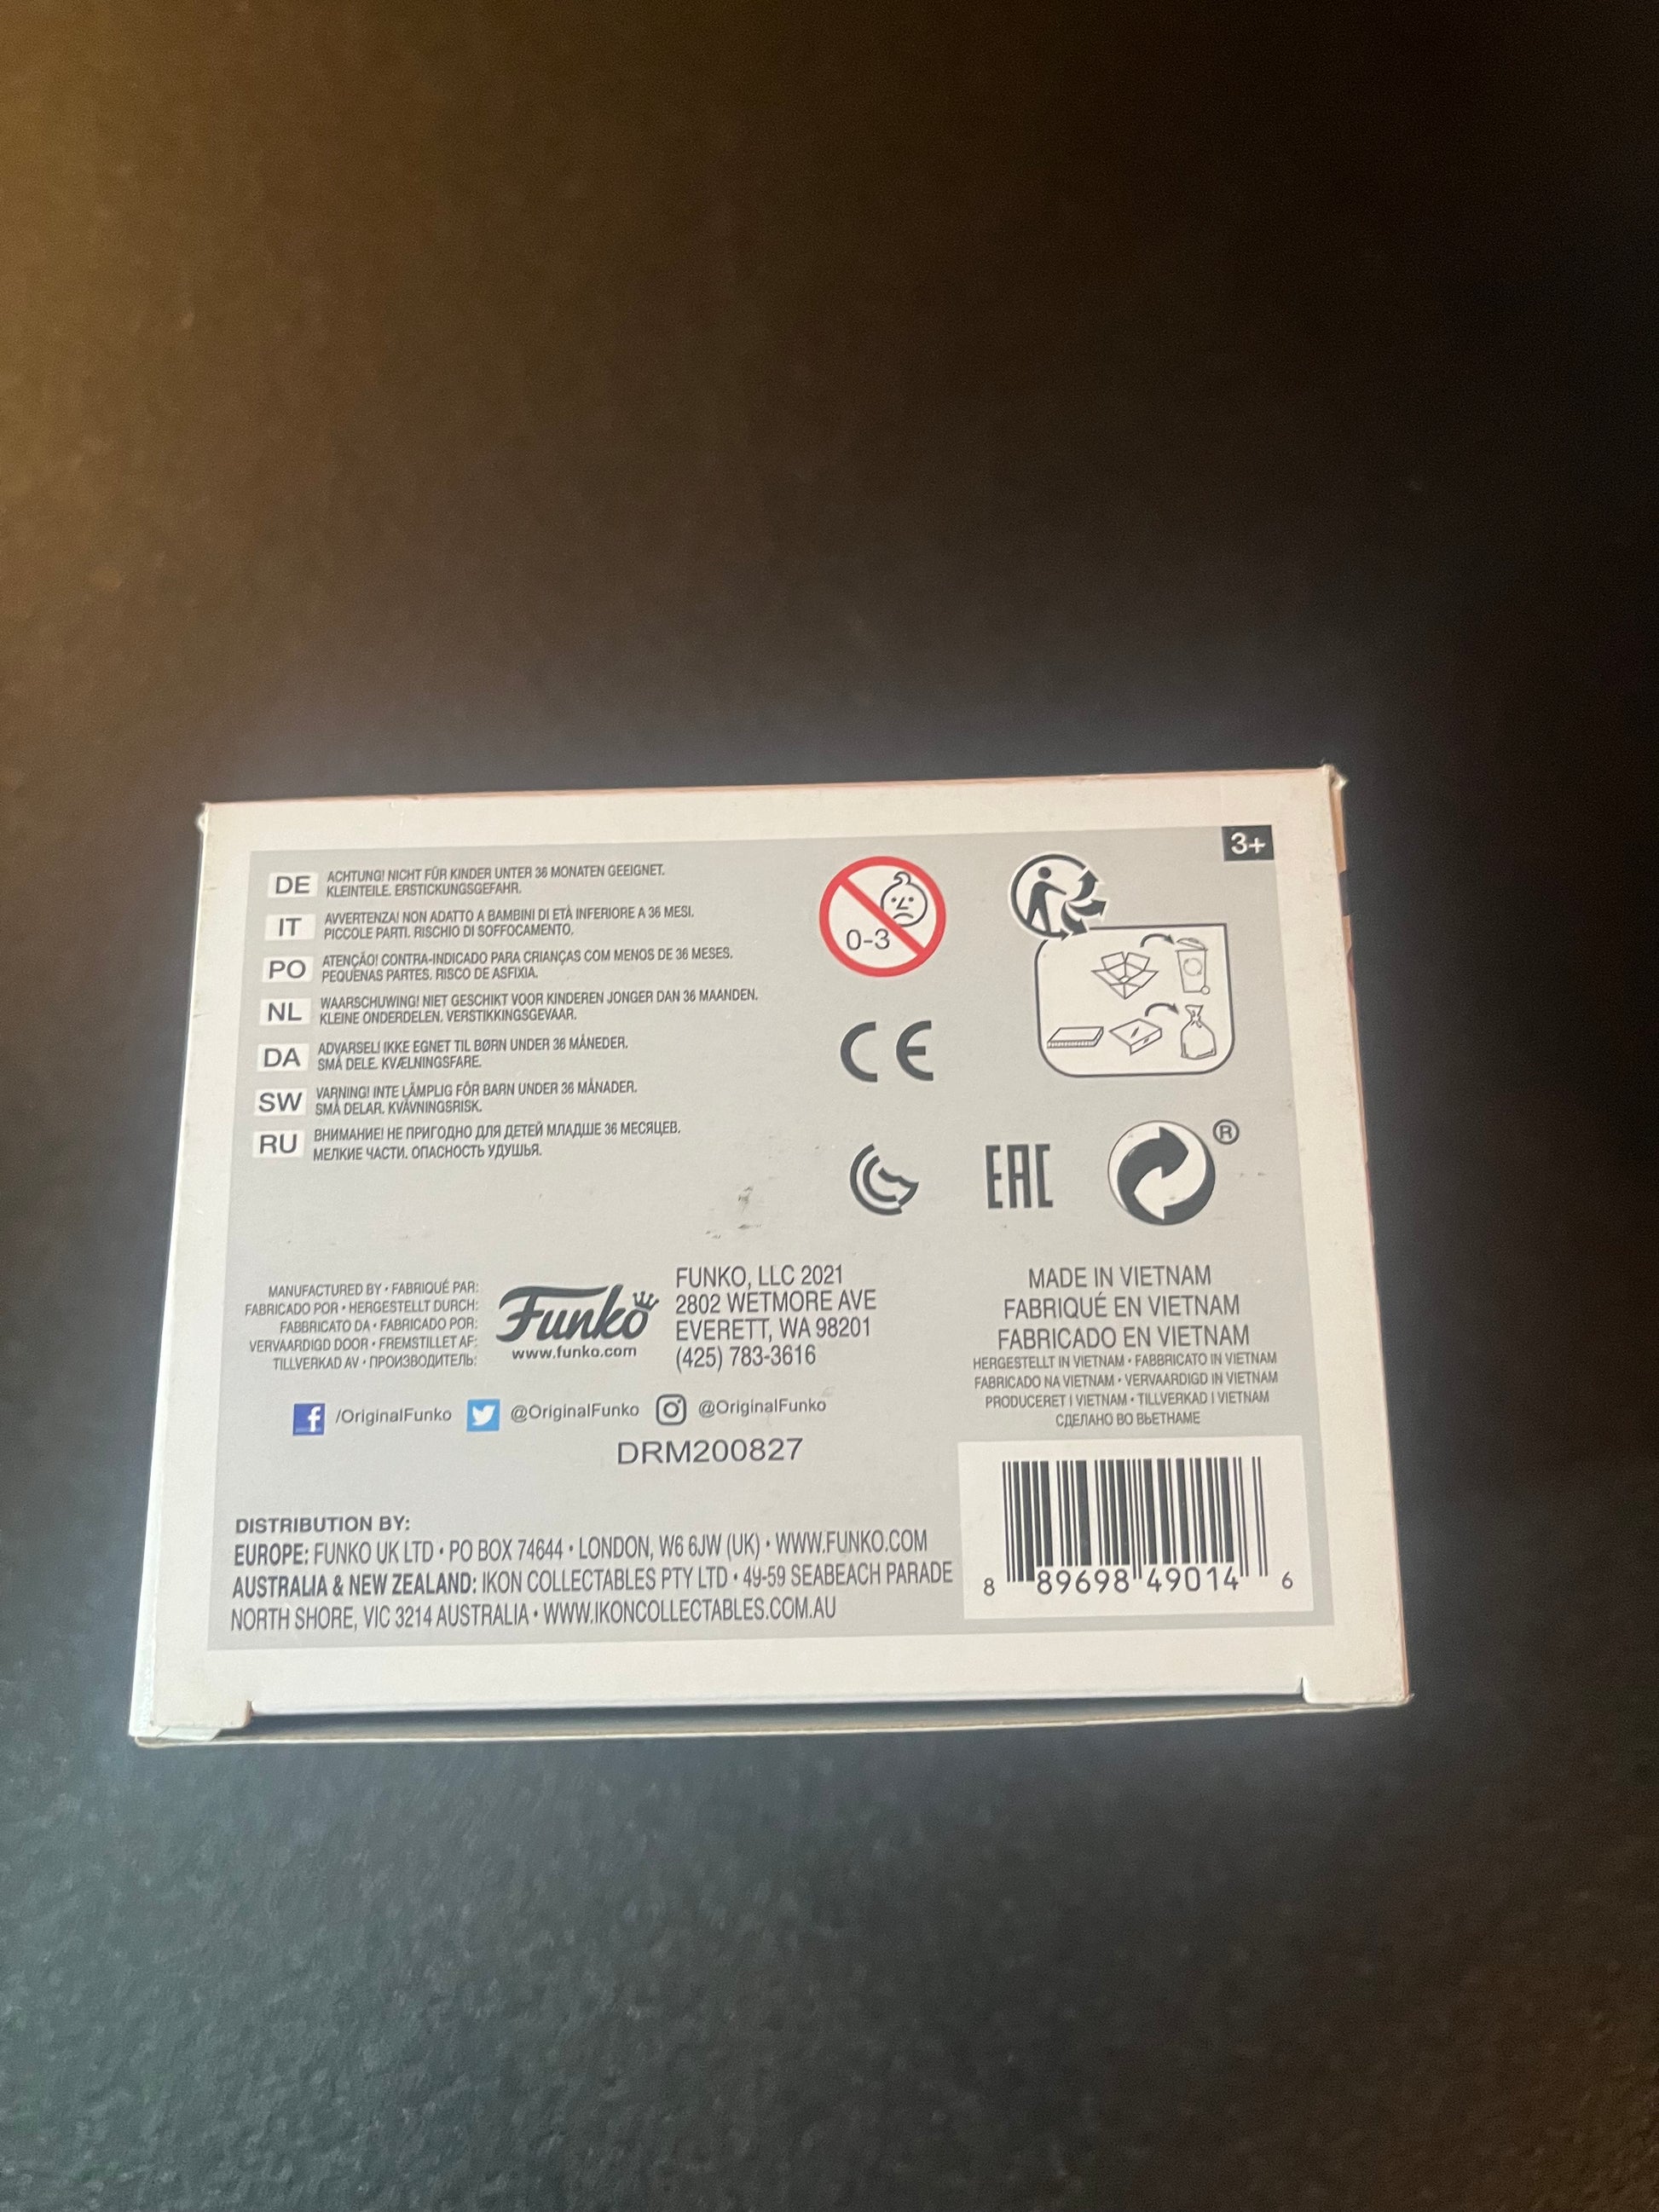 3+
DE
ACHTUNG! NICHT FÜR KINDER UNTER 36 MONATEN GEEIGNET.
KLEINTEILE. ERSTICKUNGSGEFAHR.
IT
AVVERTENZA! NON ADATTO A BAMBINI DI ETÀ INFERIORE A 36 MESI.
PICCOLE PARTI. RISCHIO DI SOFFOCAMENTO.
PO
ATENÇÃO! CONTRA-INDICADO PARA CRIANÇAS COM MENOS DE 36 MESES.
PEQUENAS PARTES. RISCO DE ASFIXIA.
NL
WAARSCHUWING! NIET GESCHIKT VOOR KINDEREN JONGER DAN 36 MAANDEN.
KLEINE ONDERDELEN. VERSTIKKINGSGEVAAR.
DA
ADVARSEL! IKKE EGNET TIL BØRN UNDER 36 MÅNEDER.
SMÅ DELE. KVÆLNINGSFARE.
SW
VARNING! INTE LÄMPLIG FÖR BARN UNDER 36 MÅNADER.
SMÅ DELAR. KVÄVNINGSRISK.
RU
ВНИМАНИЕ! НЕ ПРИГОДНО ДЛЯ ДЕТЕЙ МЛАДШЕ 36 МЕСЯЦЕВ.
МЕЛКИЕ ЧАСТИ. ОПАСНОСТЬ УДУШЬЯ.
0-3
CE
EAC
®
MANUFACTURED BY • FABRIQUÉ PAR:
FABRICADO POR • HERGESTELLT DURCH:
FABBRICATO DA • FABRICADO POR:
VERVAARDIGD DOOR • FREMSTILLET AF:
TILLVERKAD AV • ПРОИЗВОДИТЕЛЬ:
Funko
www.funko.com
FUNKO, LLC 2021
2802 WETMORE AVE
EVERETT, WA 98201
(425) 783-3616
MADE IN VIETNAM
FABRIQUÉ EN VIETNAM
FABRICADO EN VIETNAM
HERGESTELLT IN VIETNAM • FABBRICATO IN VIETNAM
FABRICADO NA VIETNAM • VERVAARDIGD IN VIETNAM
PRODUCERET I VIETNAM • TILLVERKAD I VIETNAM
СДЕЛАНО ВО ВЬЕТНАМЕ
/OriginalFunko @OriginalFunko @OriginalFunko
DRM200827
DISTRIBUTION BY:
EUROPE: FUNKO UK LTD • PO BOX 74644 • LONDON, W6 6JW (UK) • WWW.FUNKO.COM
AUSTRALIA & NEW ZEALAND: IKON COLLECTABLES PTY LTD • 49-59 SEABEACH PARADE
NORTH SHORE, VIC 3214 AUSTRALIA • WWW.IKONCOLLECTABLES.COM.AU
8 89698 49014 6